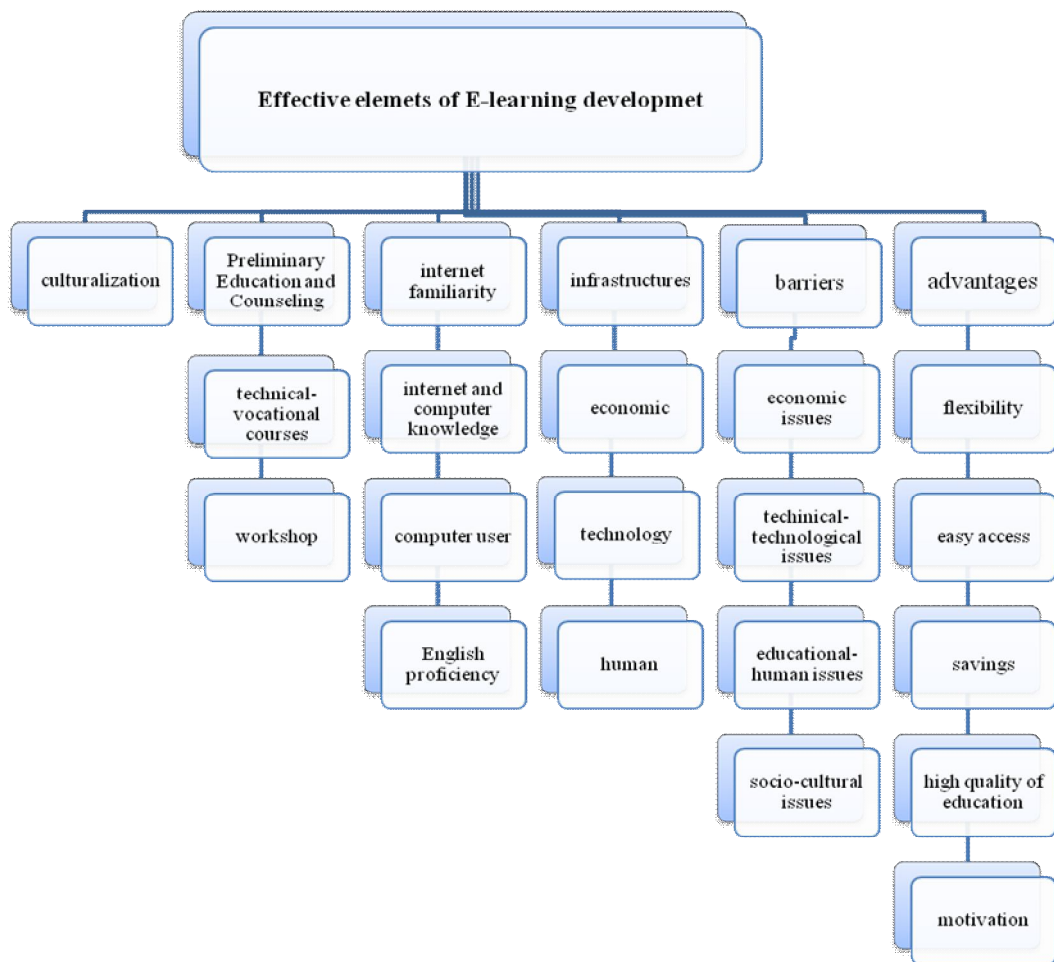 Effective elemets of E-learning developmet
culturalization
Preliminary
Education and
Counseling
internet
familiarity
infrastructures
barriers
advantages
technical-
vocational
courses
internet and
computer
knowledge
economic
economic
issues
flexibility
workshop
computer user
technology
techinical-
technological
issues
easy access
English
proficiency
human
educational-
human issues
savings
socio-cultural
issues
high quality of
education
motivation